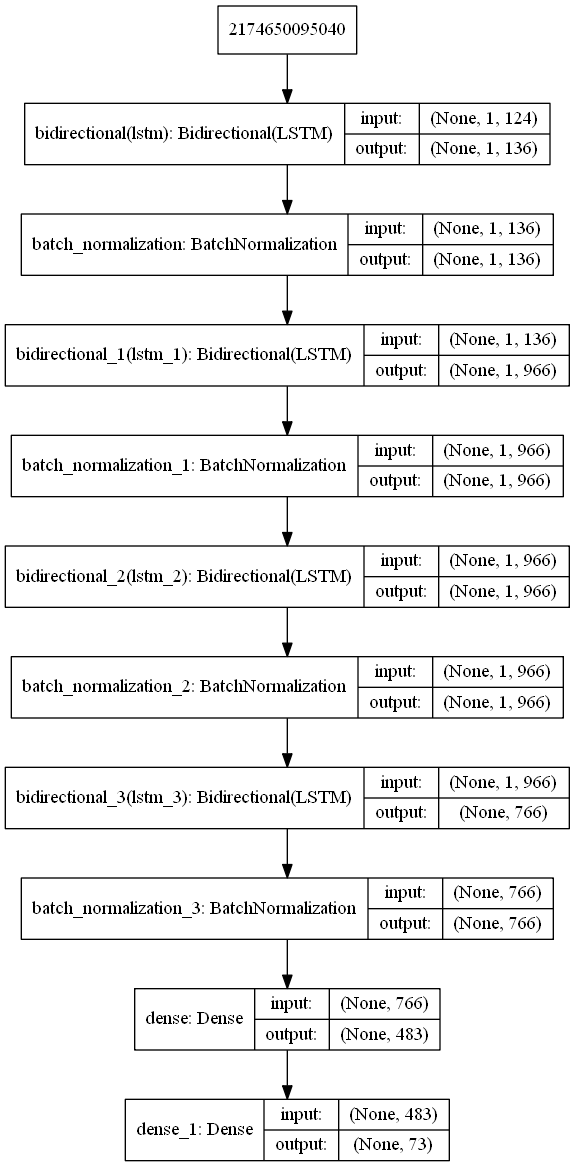 2174650095040
bidirectional(lstm): Bidirectional(LSTM)
input: (None, 1, 124)
output: (None, 1, 136)
batch_normalization: BatchNormalization
input: (None, 1, 136)
output: (None, 1, 136)
bidirectional_1(lstm_1): Bidirectional(LSTM)
input: (None, 1, 136)
output: (None, 1, 966)
batch_normalization_1: BatchNormalization
input: (None, 1, 966)
output: (None, 1, 966)
bidirectional_2(lstm_2): Bidirectional(LSTM)
input: (None, 1, 966)
output: (None, 1, 966)
batch_normalization_2: BatchNormalization
input: (None, 1, 966)
output: (None, 1, 966)
bidirectional_3(lstm_3): Bidirectional(LSTM)
input: (None, 1, 966)
output: (None, 766)
batch_normalization_3: BatchNormalization
input: (None, 766)
output: (None, 766)
dense: Dense
input: (None, 766)
output: (None, 483)
dense_1: Dense
input: (None, 483)
output: (None, 73)